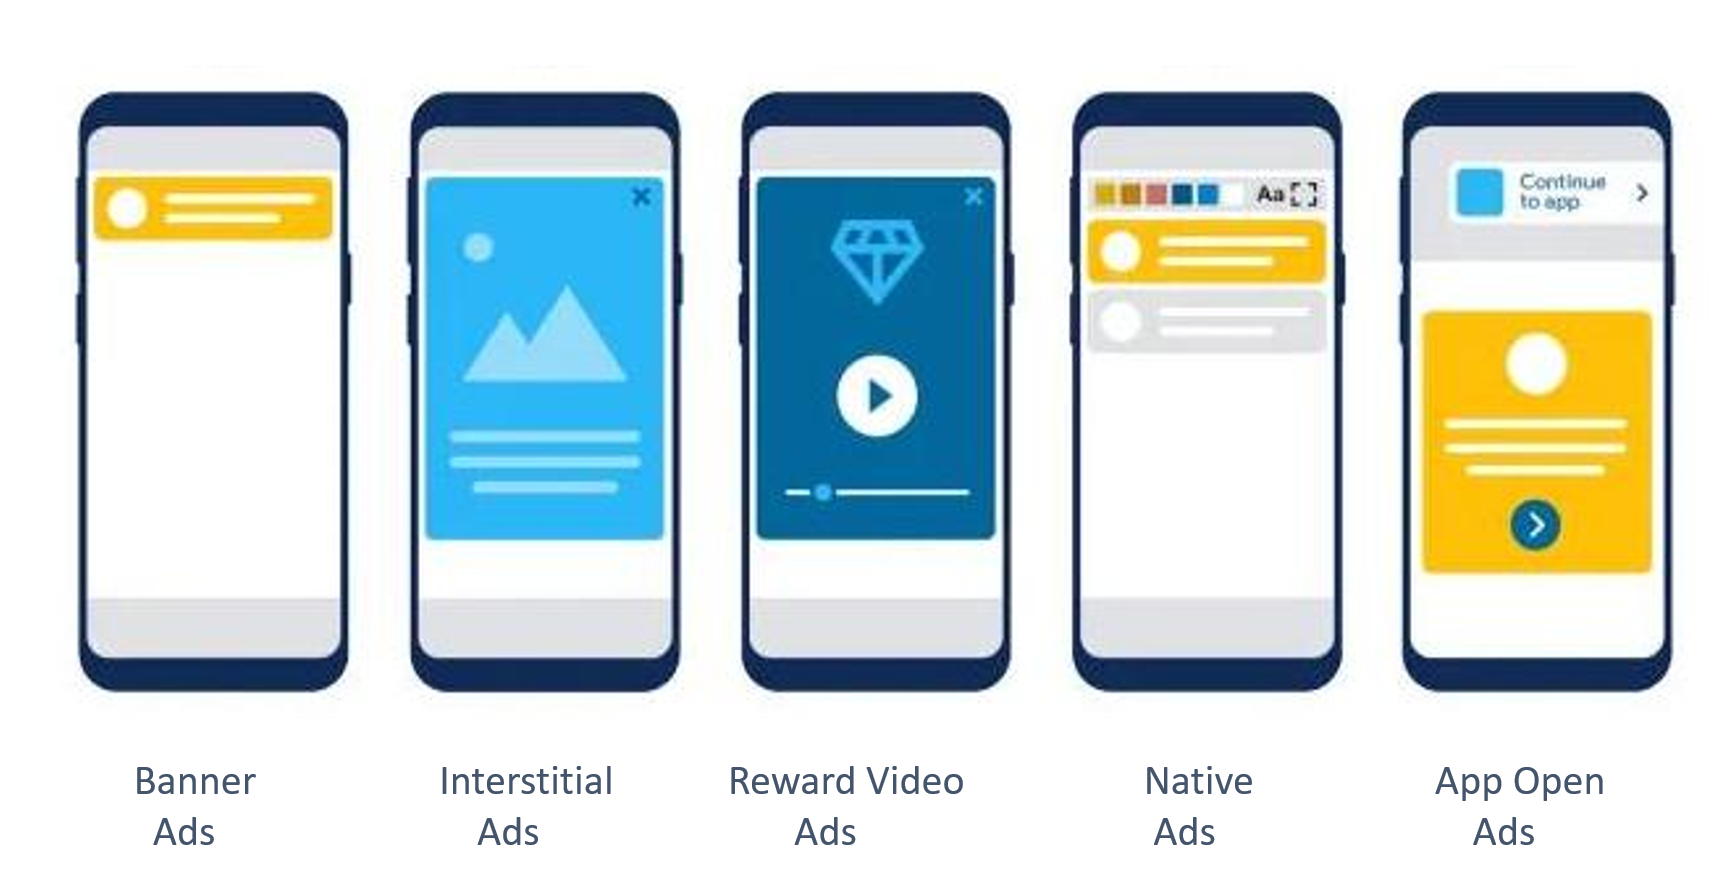 Aa
Continue
to app
Banner
Ads
Interstitial
Ads
Reward Video
Ads
Native
Ads
App Open
Ads